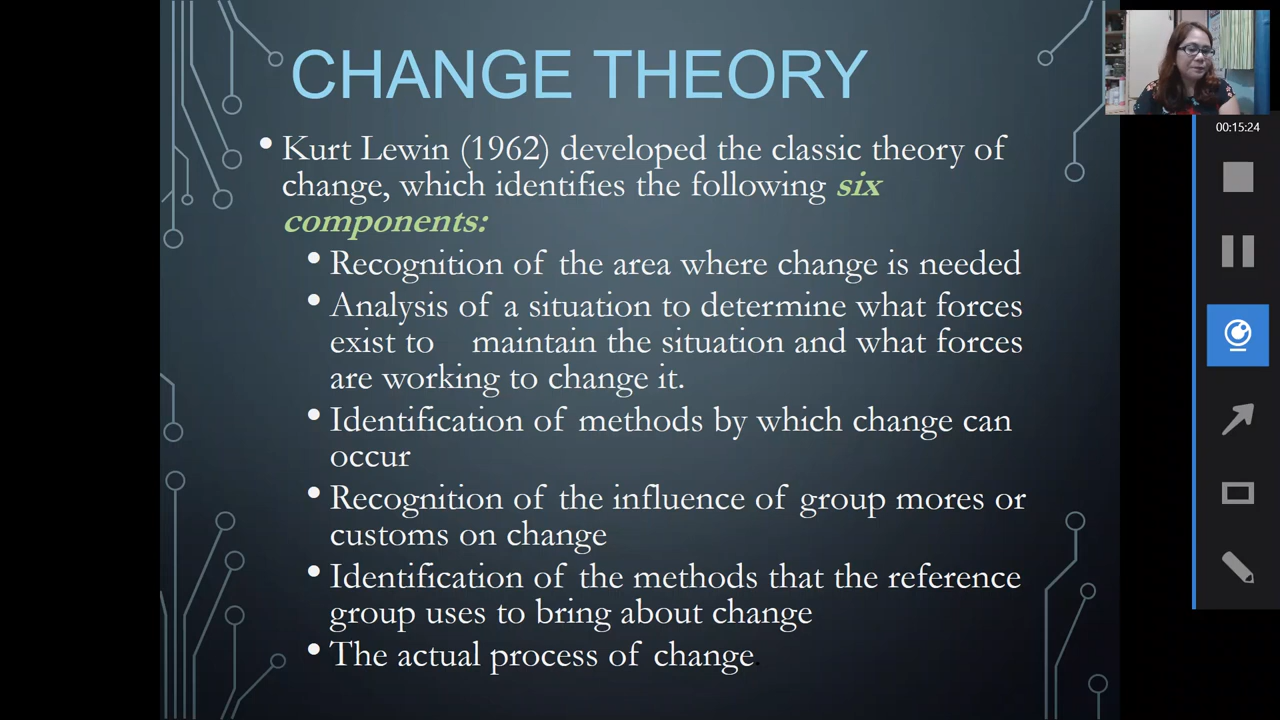 CHANGE THEORY
00:15:24
• Kurt Lewin (1962) developed the classic theory of
change, which identifies the following six
components:
• Recognition of the area where change is needed
• Analysis of a situation to determine what forces
exist to maintain the situation and what forces
are working to change it.
• Identification of methods by which change can
occur
• Recognition of the influence of group mores or
customs on change
• Identification of the methods that the reference
group uses to bring about change
• The actual process of change.